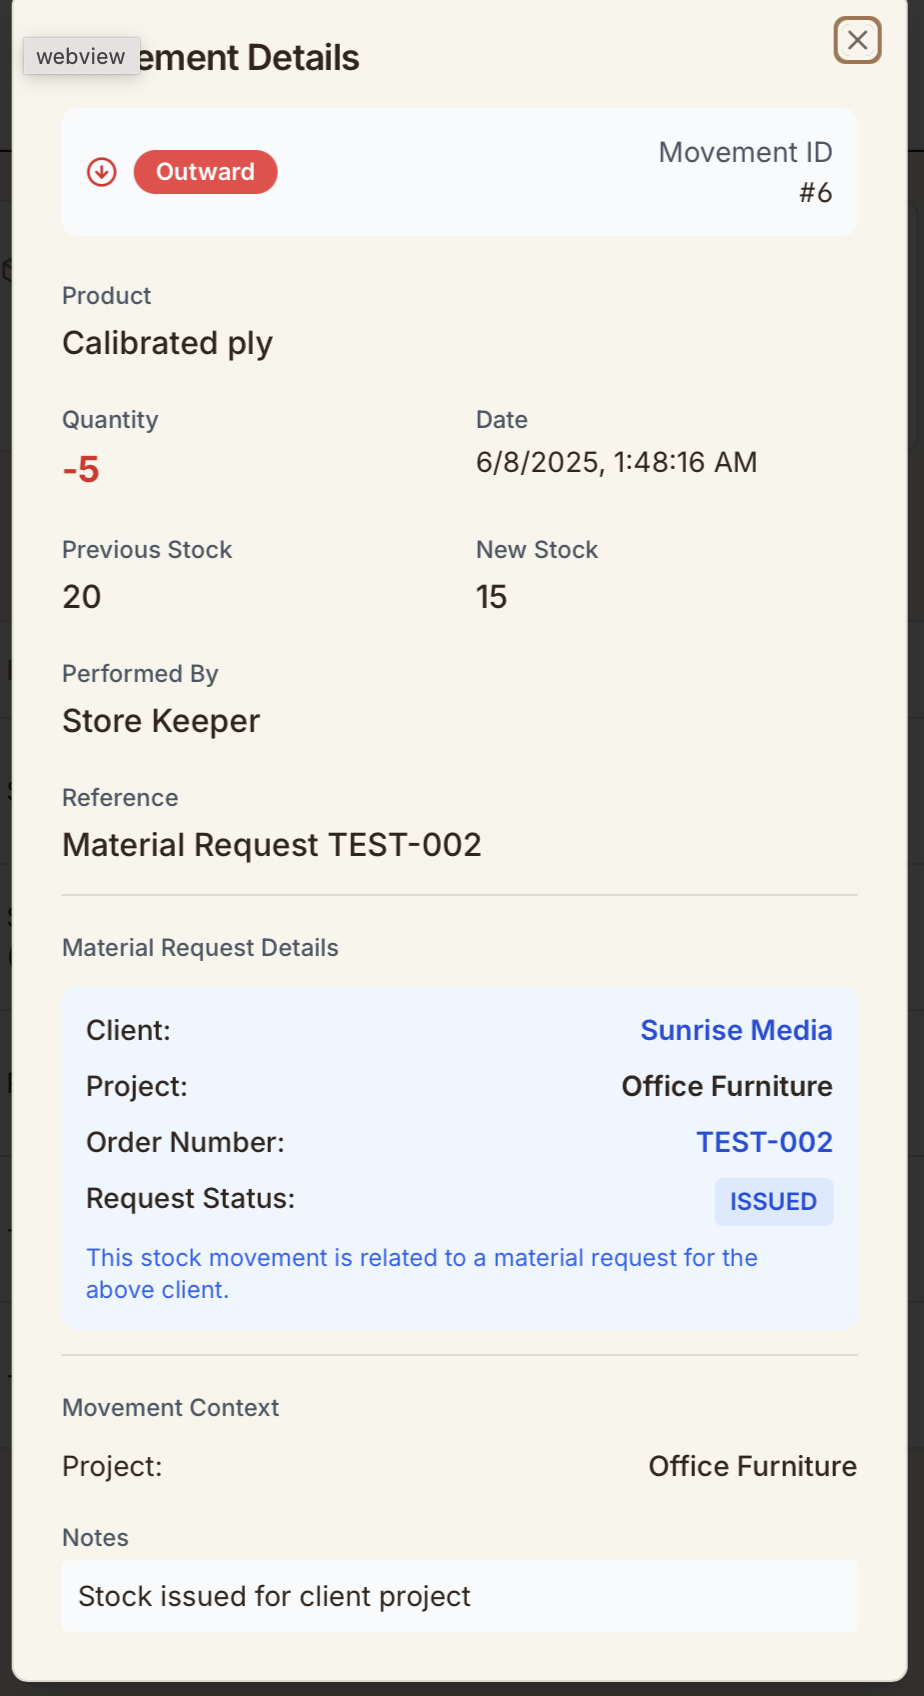 webview
ement Details
Outward
Movement ID
#6
Product
Calibrated ply
Quantity
Date
-5
6/8/2025, 1:48:16 AM
Previous Stock
New Stock
20
15
Performed By
Store Keeper
Reference
Material Request TEST-002
Material Request Details
Client:
Sunrise Media
Project:
Office Furniture
Order Number:
TEST-002
Request Status:
ISSUED
This stock movement is related to a material request for the
above client.
Movement Context
Project:
Office Furniture
Notes
Stock issued for client project